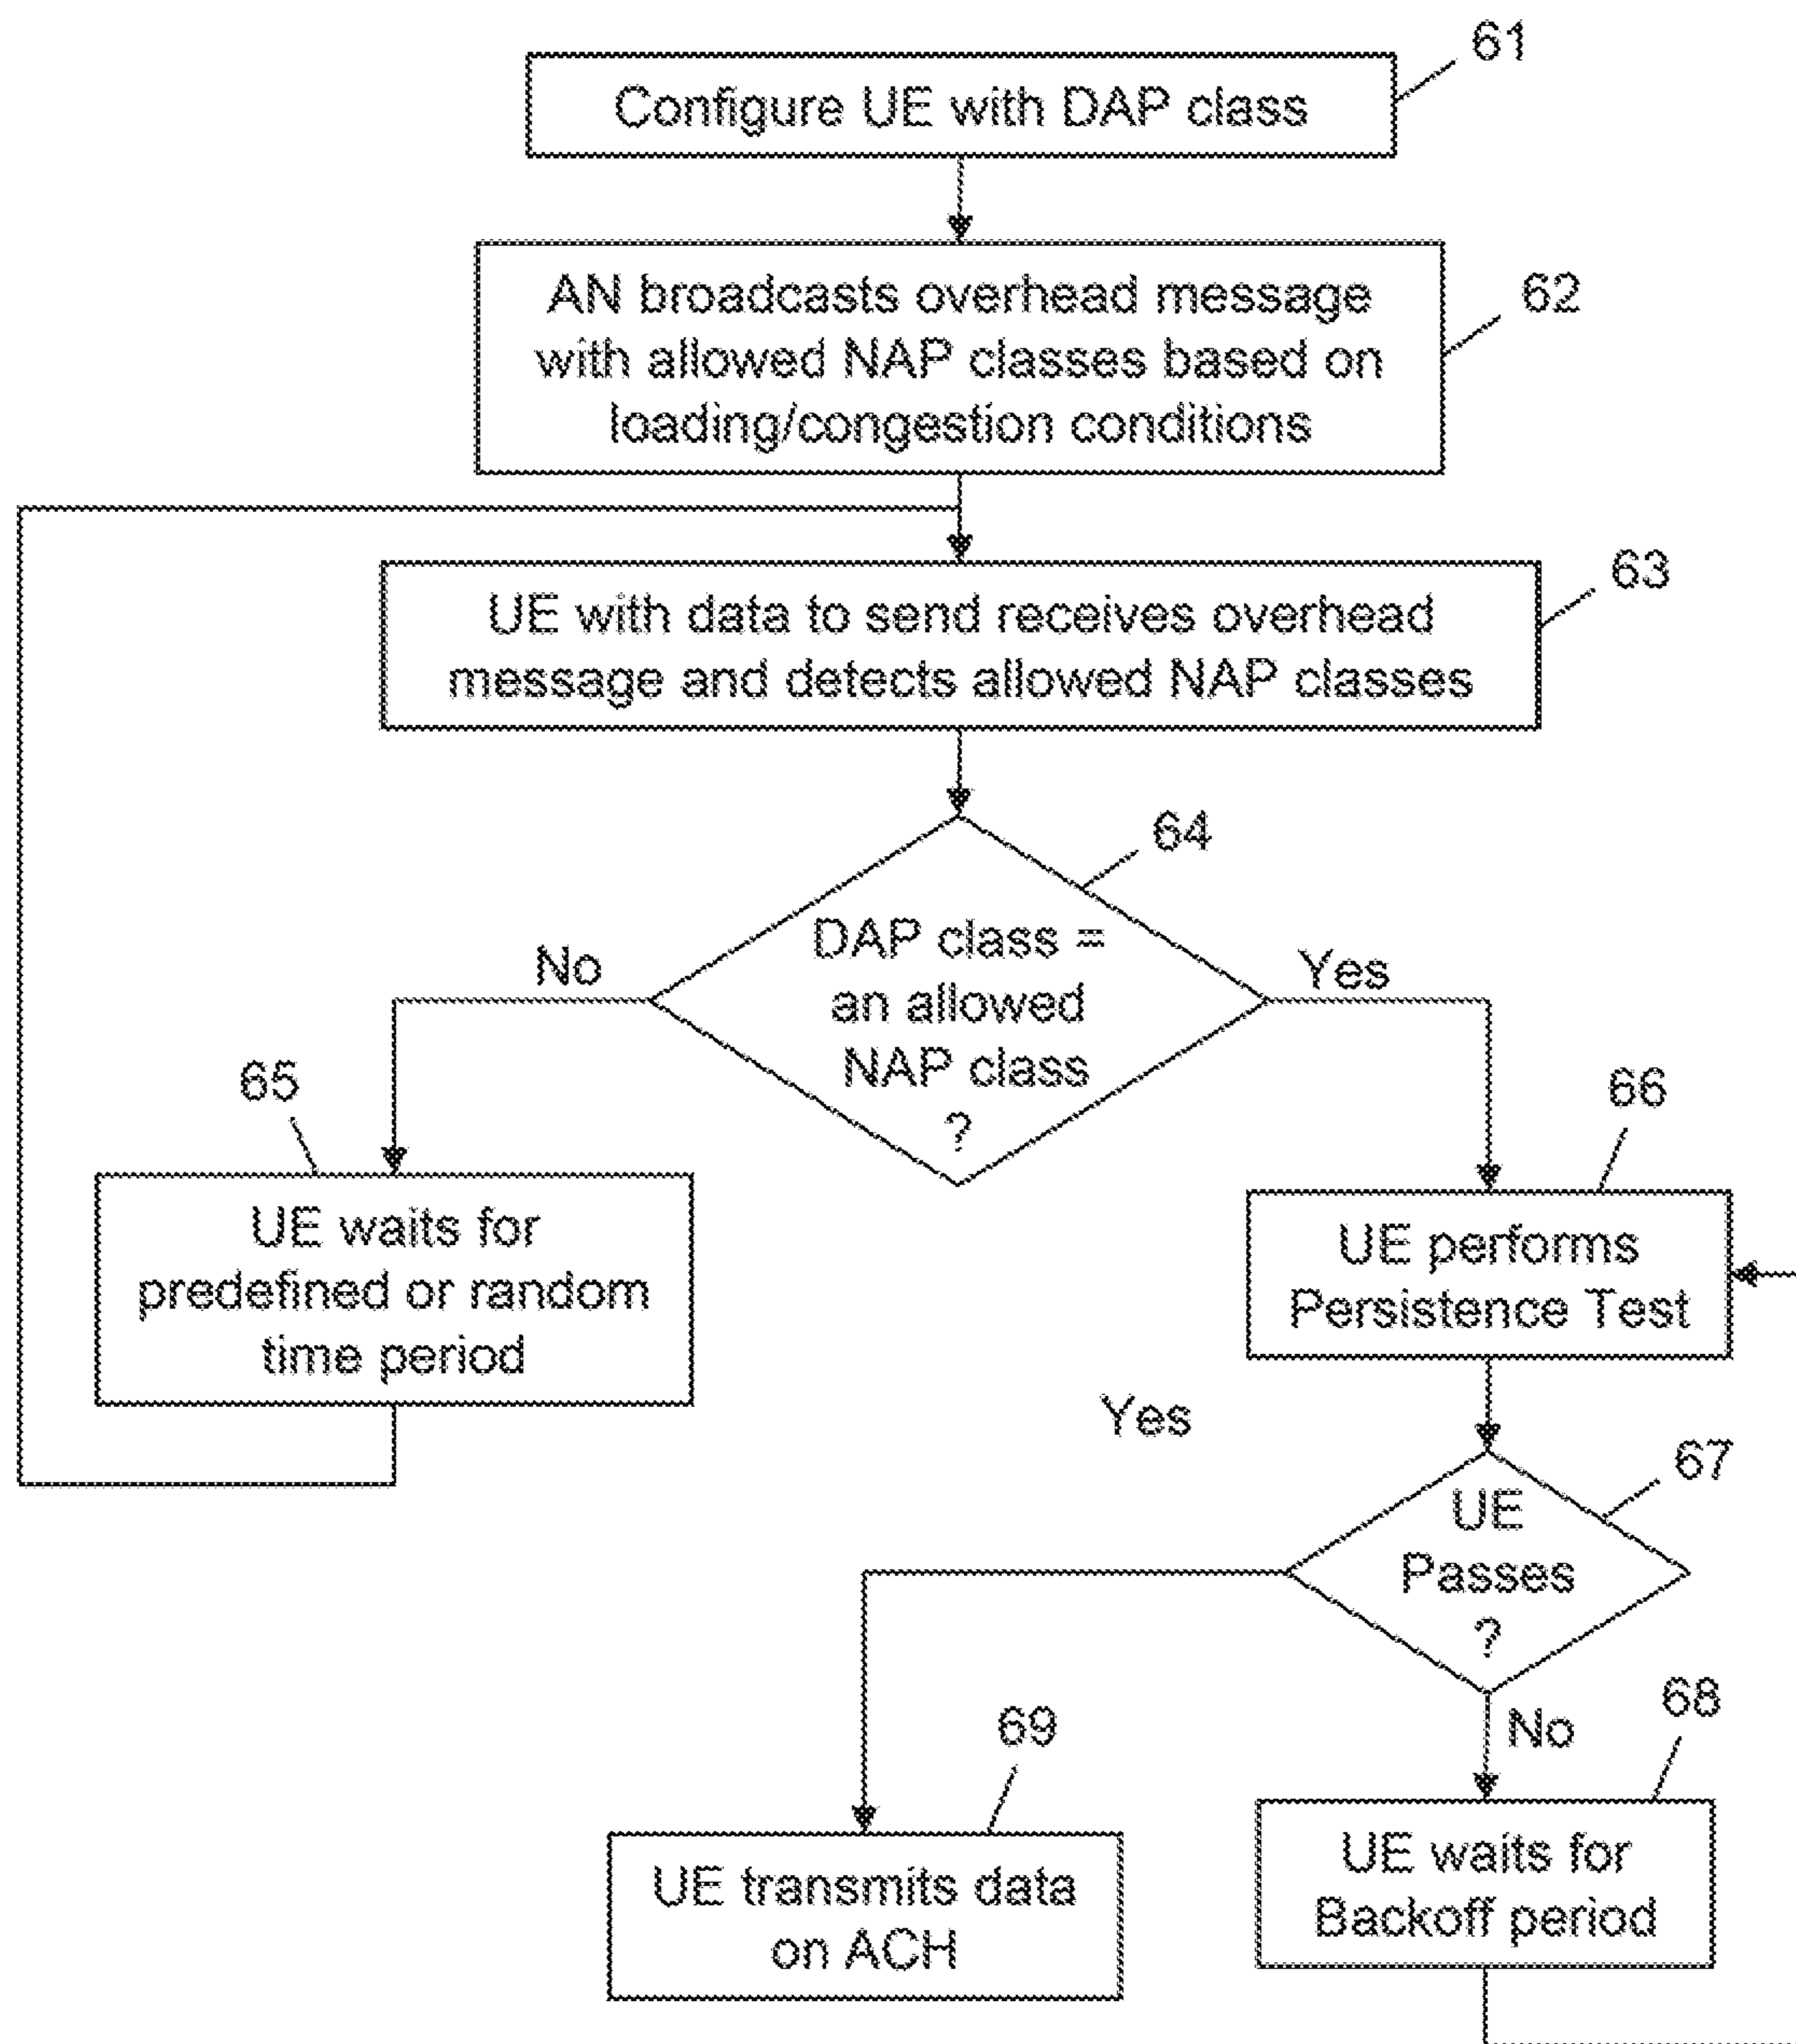 61
Configure UE with DAP class
AN broadcasts overhead message
with allowed NAP classes based on
loading/congestion conditions
62
UE with data to send receives overhead
message and detects allowed NAP classes
63
64
DAP class =
an allowed
NAP class
?
No
Yes
65
UE waits for
predefined or random
time period
66
UE performs
Persistence Test
Yes
67
UE
Passes
?
No
68
UE waits for
Backoff period
69
UE transmits data
on ACH